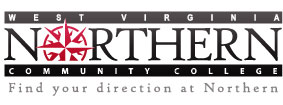 WEST VIRGINIA
NORTHERN
COMMUNITY COLLEGE
Find your direction at Northern